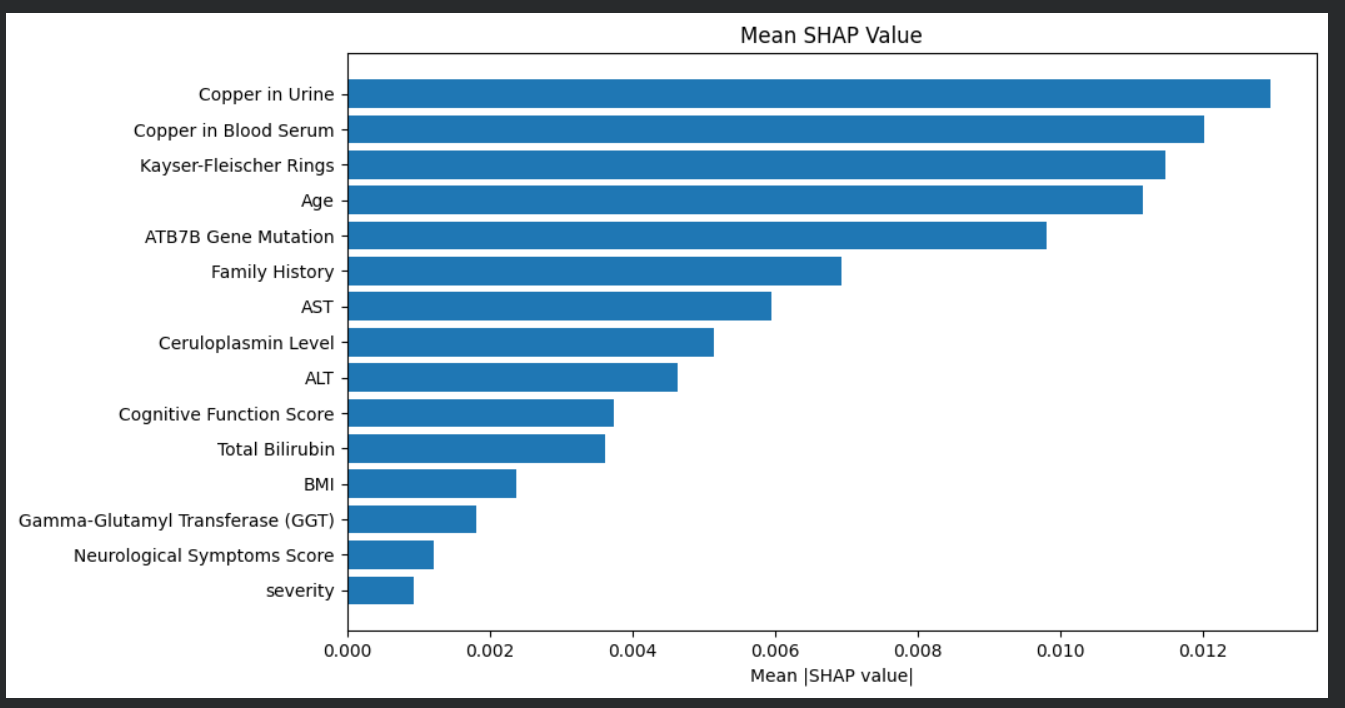 Mean SHAP Value
Copper in Urine
Copper in Blood Serum
Kayser-Fleischer Rings
Age
ATB7B Gene Mutation
Family History
AST
Ceruloplasmin Level
ALT
Cognitive Function Score
Total Bilirubin
BMI
Gamma-Glutamyl Transferase (GGT)
Neurological Symptoms Score
severity
0.000 0.002 0.004 0.006 0.008 0.010 0.012
Mean |SHAP value|